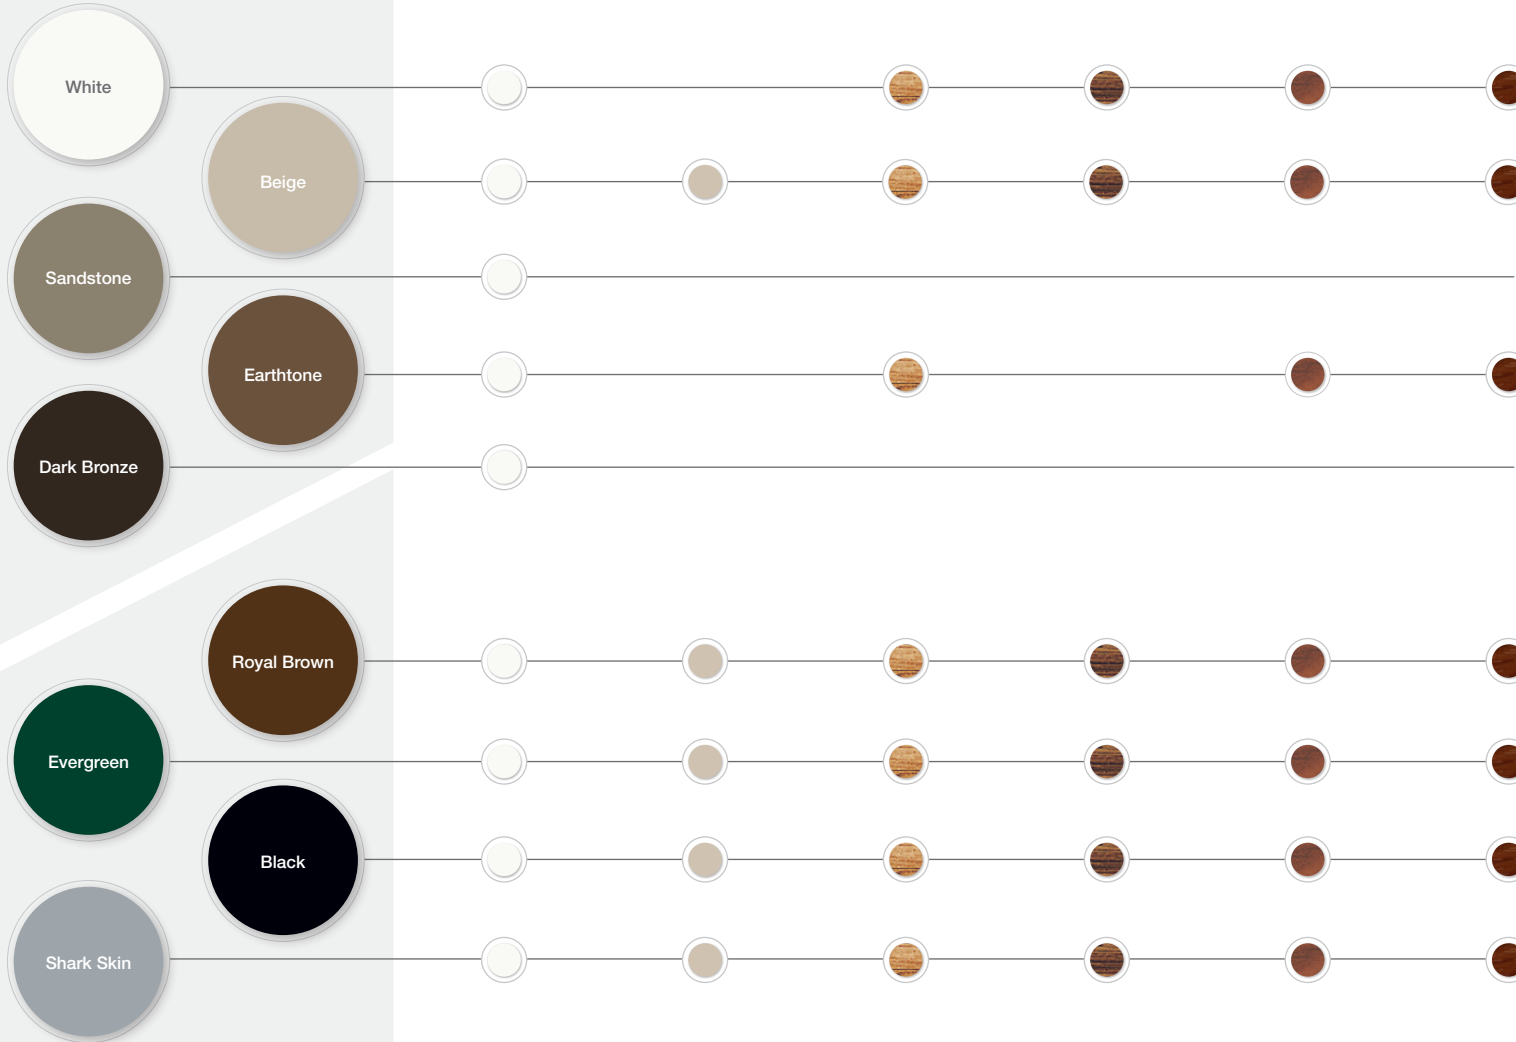 White
Beige
Sandstone
Earthtone
Dark Bronze
Royal Brown
Evergreen
Black
Shark Skin